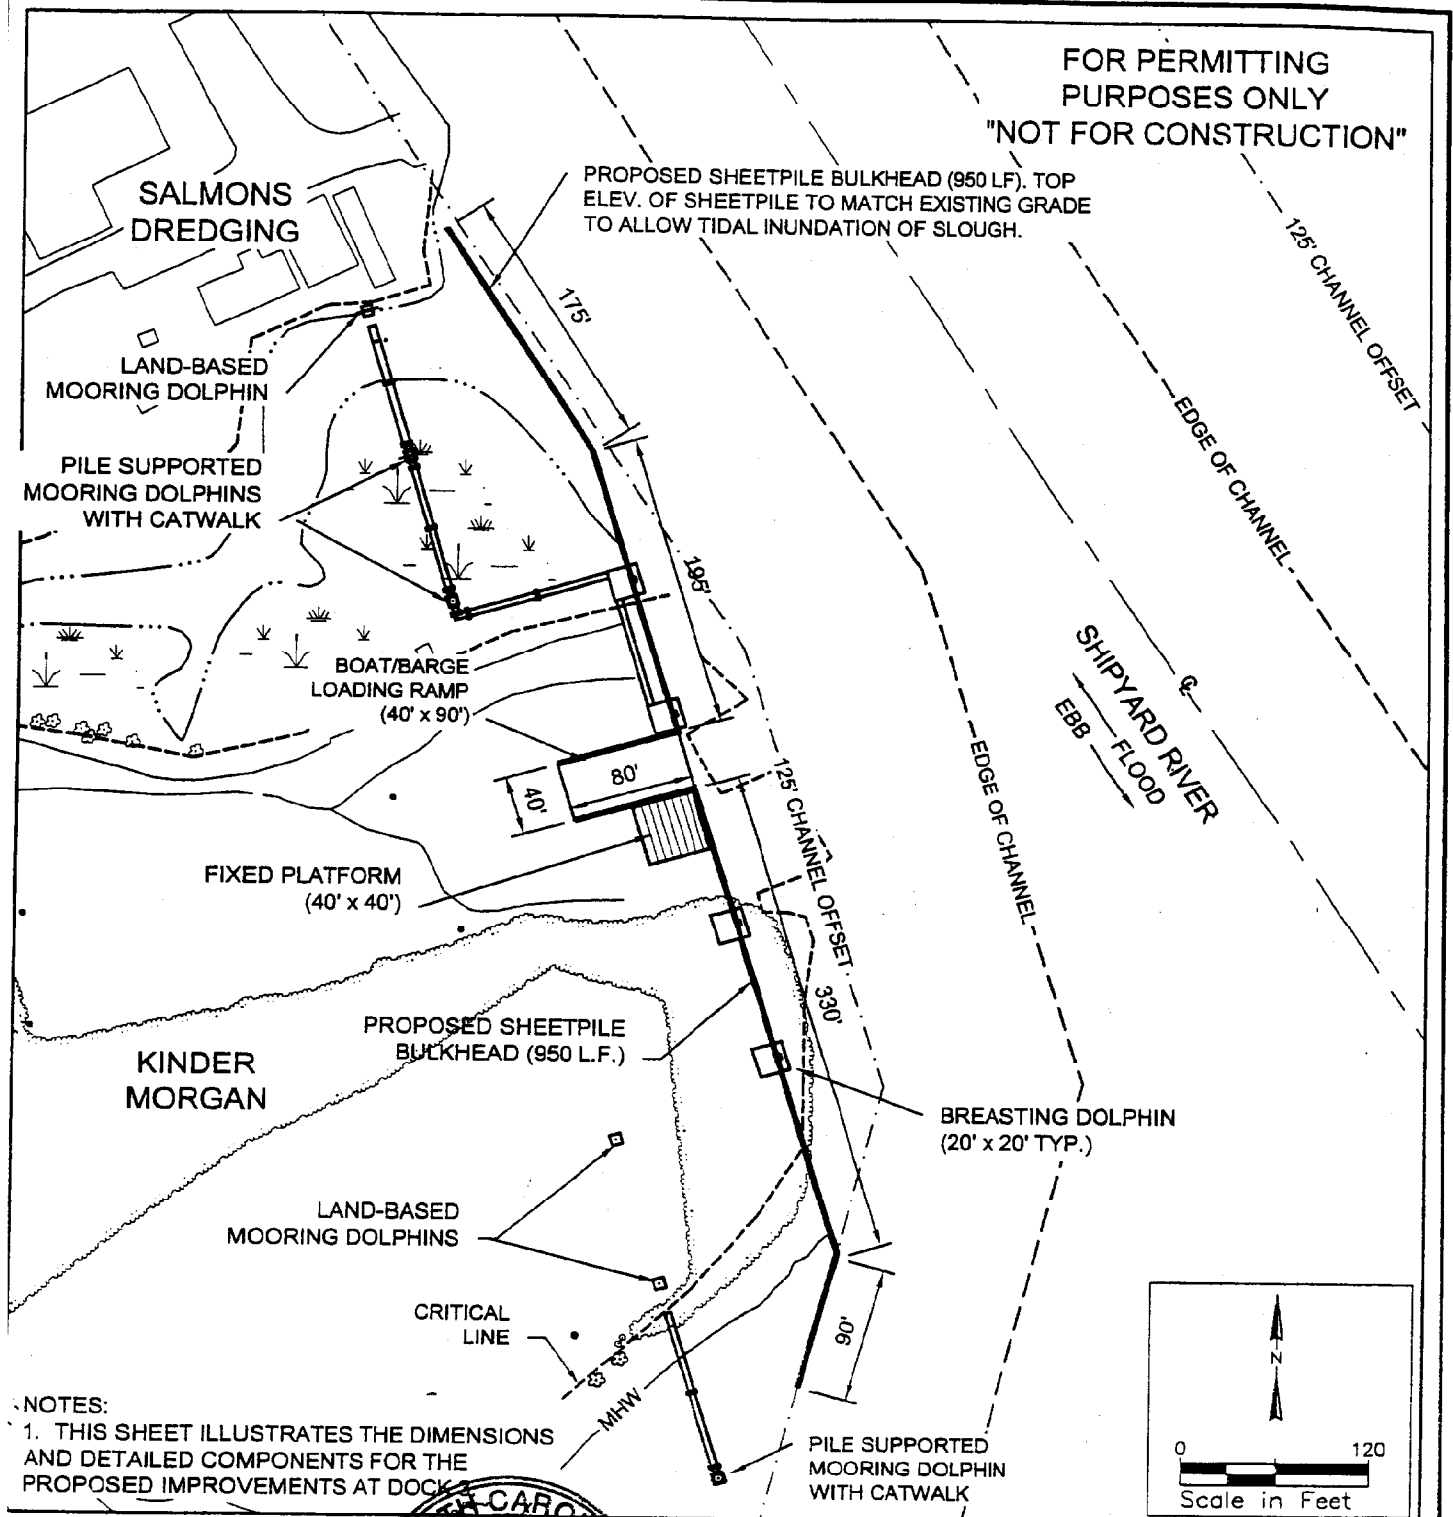 FOR PERMITTING
PURPOSES ONLY
"NOT FOR CONSTRUCTION"
PROPOSED SHEETPILE BULKHEAD (950 LF). TOP
ELEV. OF SHEETPILE TO MATCH EXISTING GRADE
TO ALLOW TIDAL INUNDATION OF SLOUGH.
SALMONS
DREDGING
125' CHANNEL OFFSET
175'
LAND-BASED
MOORING DOLPHIN
EDGE OF CHANNEL
PILE SUPPORTED
MOORING DOLPHINS
WITH CATWALK
195'
BOAT/BARGE
LOADING RAMP
(40' x 90')
SHIPYARD RIVER
FLOOD
EBB
℄
80'
40'
125' CHANNEL OFFSET
EDGE OF CHANNEL
FIXED PLATFORM
(40' x 40')
330'
PROPOSED SHEETPILE
BULKHEAD (950 L.F.)
KINDER
MORGAN
BREASTING DOLPHIN
(20' x 20' TYP.)
LAND-BASED
MOORING DOLPHINS
CRITICAL
LINE
90'
MHW
NOTES:
1. THIS SHEET ILLUSTRATES THE DIMENSIONS
AND DETAILED COMPONENTS FOR THE
PROPOSED IMPROVEMENTS AT DOCK
PILE SUPPORTED
MOORING DOLPHIN
WITH CATWALK
N
0 120
Scale in Feet